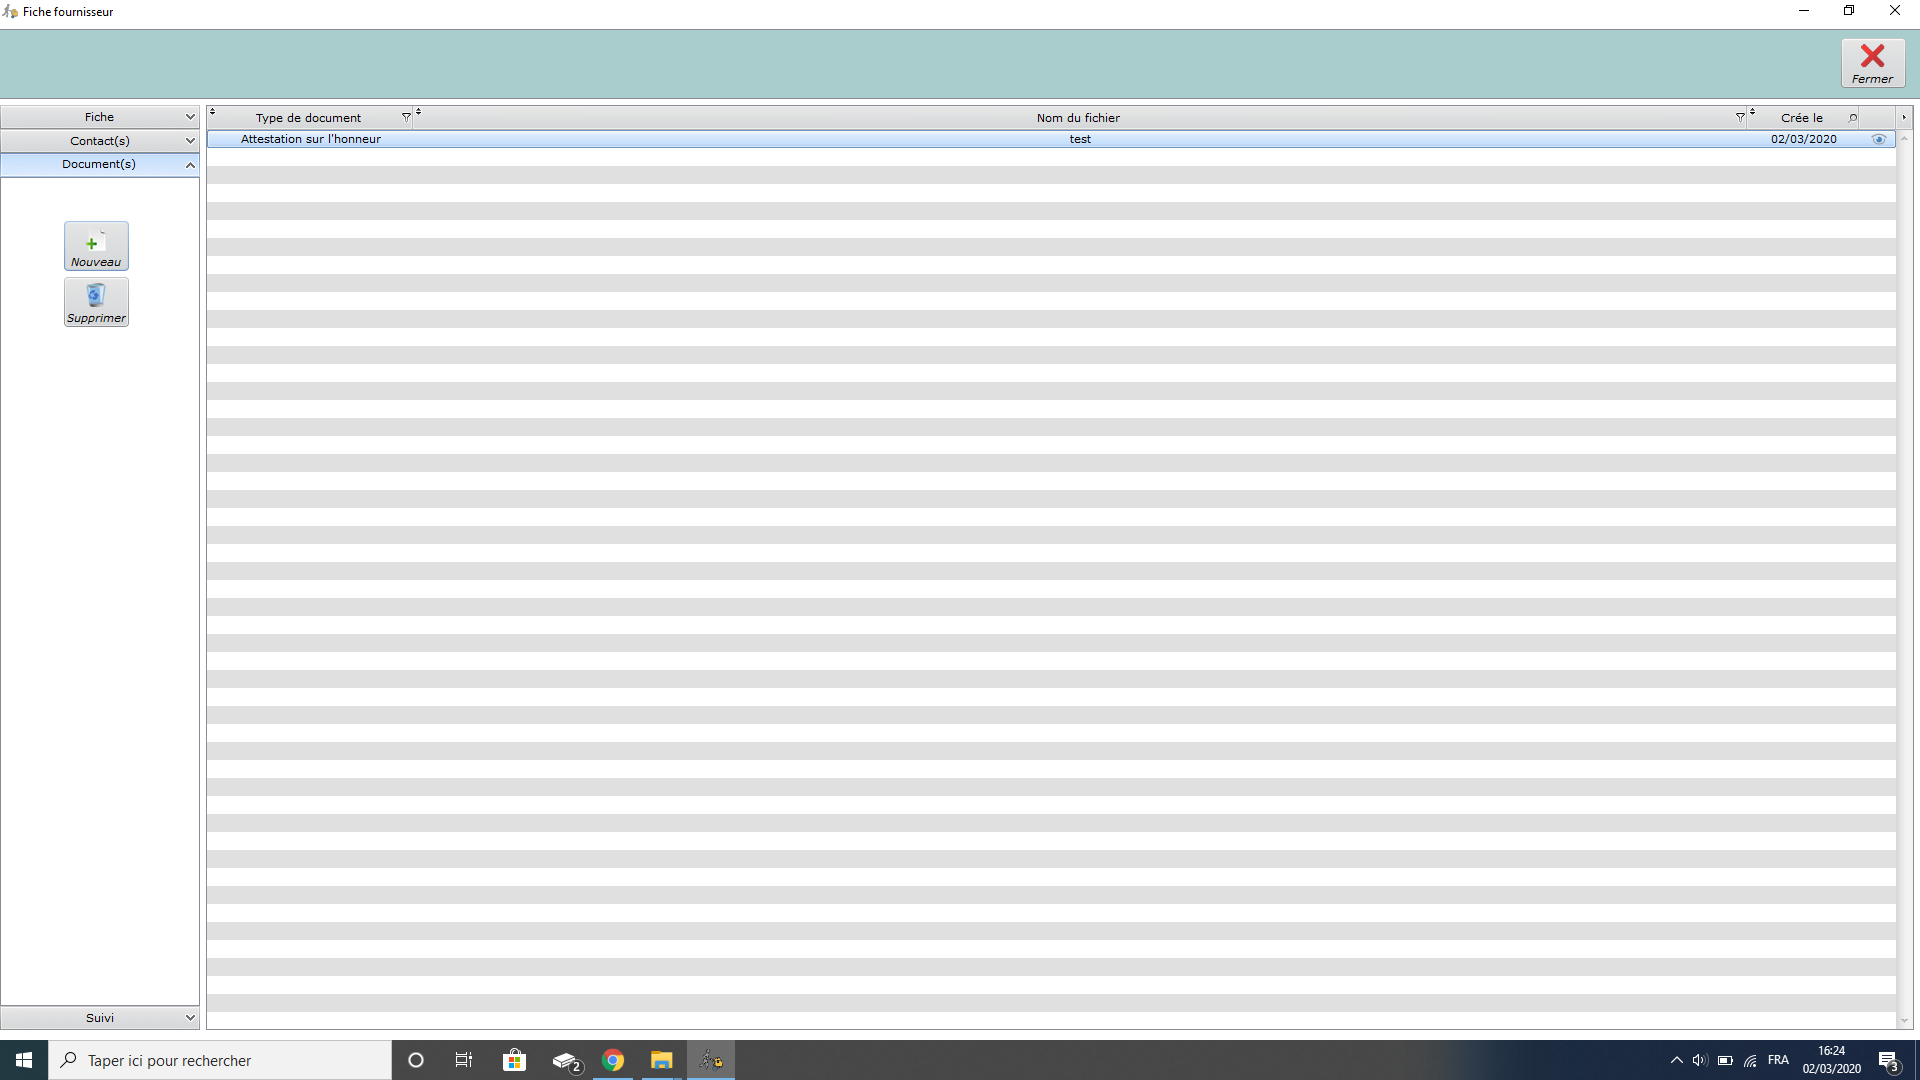 Fiche fournisseur
Fermer
Fiche
Contact(s)
Document(s)
Nouveau
Supprimer
Suivi
Type de document Nom du fichier Crée le
Attestation sur l'honneur test 02/03/2020
Taper ici pour rechercher
2
FRA
16:24
02/03/2020
3